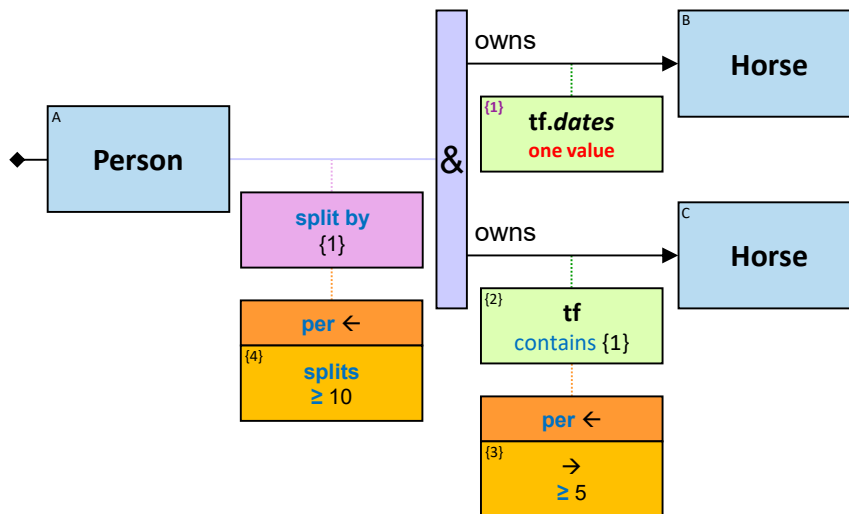 A
Person
split by
{1}
per ←
{4}
splits
≥ 10
&
owns
{1}
tf.dates
one value
B
Horse
owns
{2}
tf
contains {1}
per ←
{3}
→
≥ 5
C
Horse